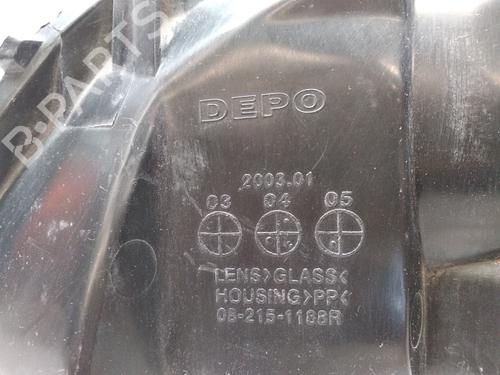 B-PARTS
DEPO
2003.01
03 04 05
LENS>GLASS<
HOUSING>PP<
08-215-1188R